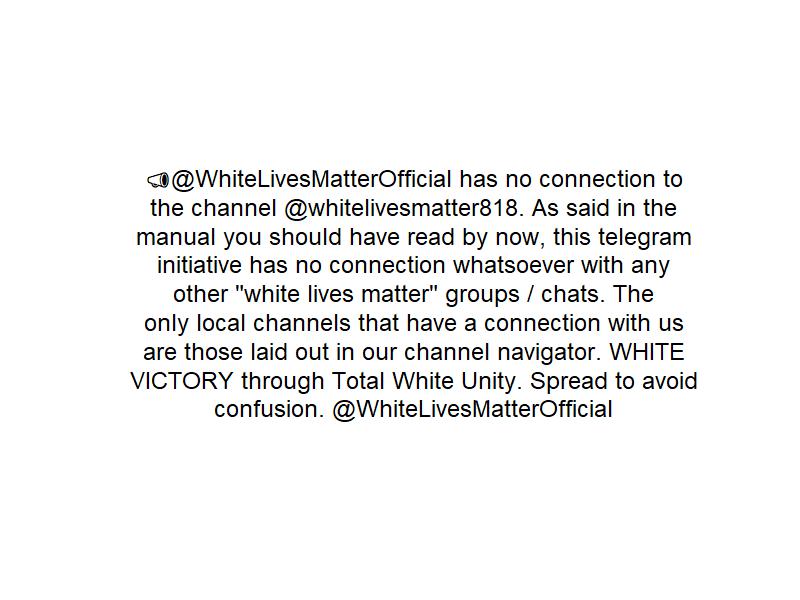 📢@WhiteLivesMatterOfficial has no connection to
the channel @whitelivesmatter818. As said in the
manual you should have read by now, this telegram
initiative has no connection whatsoever with any
other "white lives matter" groups / chats. The
only local channels that have a connection with us
are those laid out in our channel navigator. WHITE
VICTORY through Total White Unity. Spread to avoid
confusion. @WhiteLivesMatterOfficial